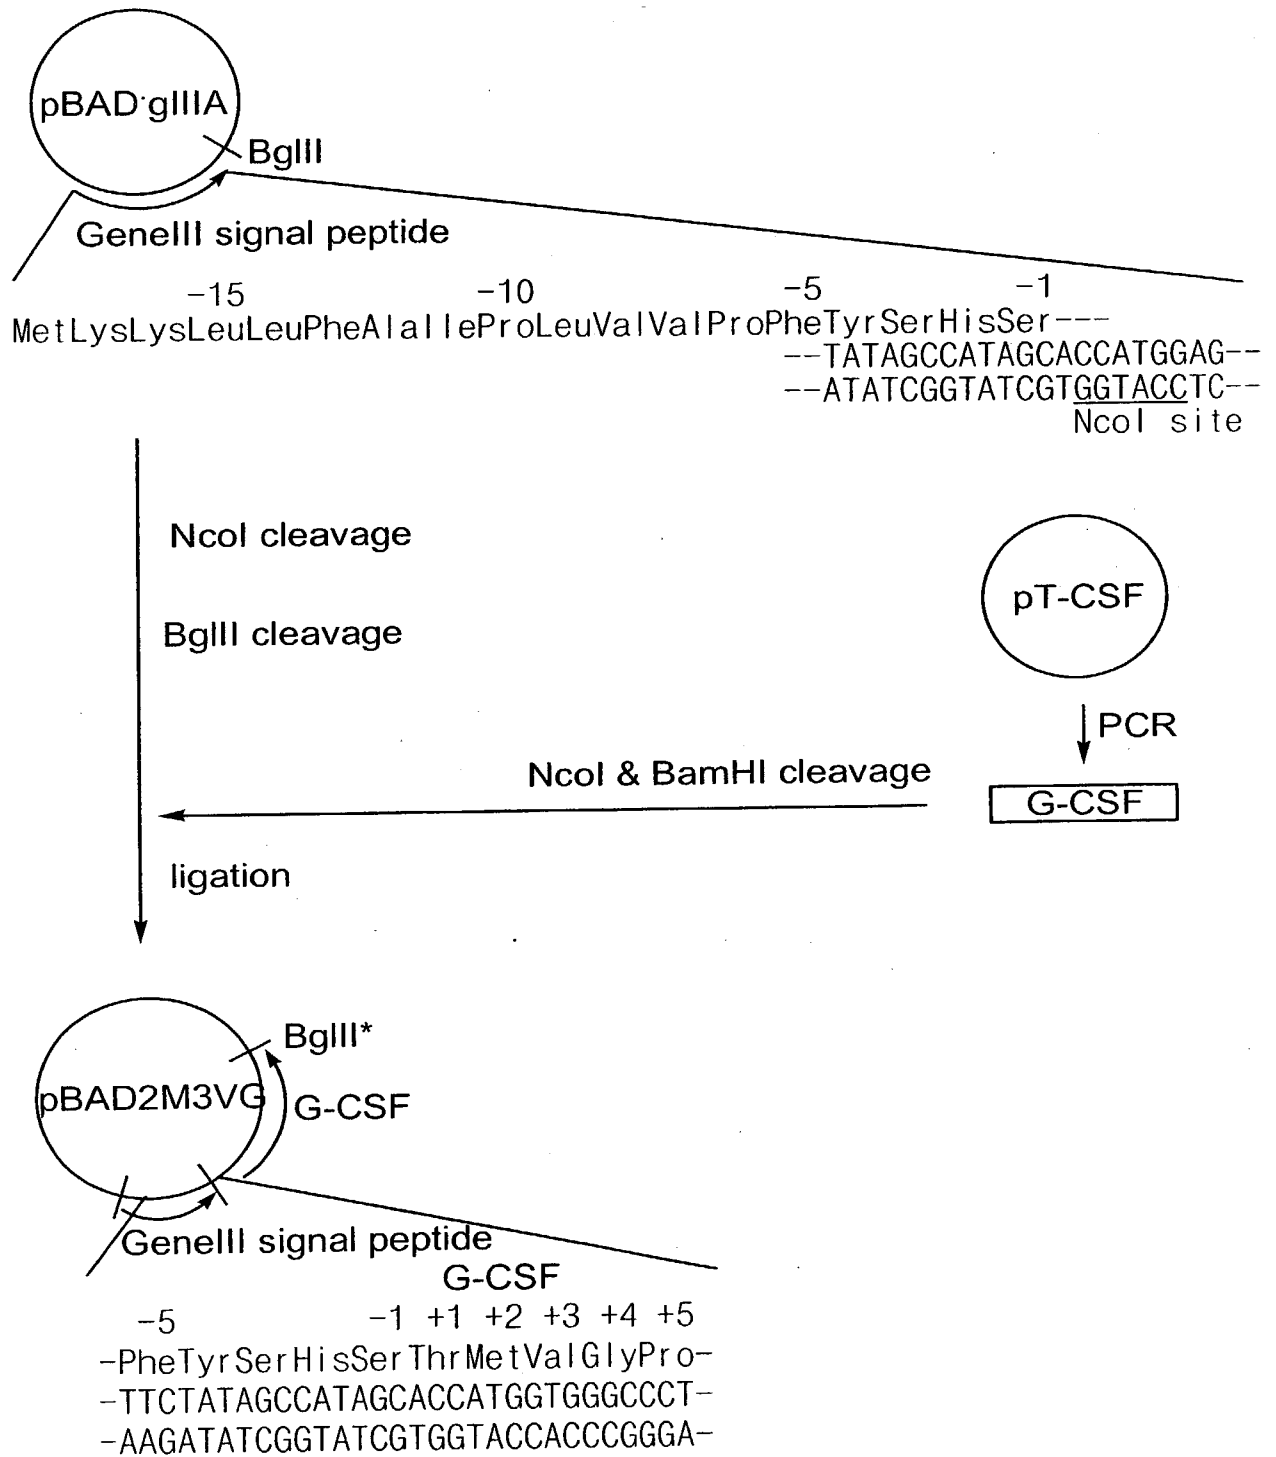 pBAD·gIIIA
BglII
GeneIII signal peptide
-15 -10 -5 -1
MetLysLysLeuLeuPheAlaIleProLeuValValProPheTyrSerHisSer---
--TATAGCCATAGCACCATGGAG--
--ATATCGGTATCGTGGTACCTC--
NcoI site
NcoI cleavage
BglII cleavage
pT-CSF
PCR
NcoI & BamHI cleavage
G-CSF
ligation
BglII*
pBAD2M3VG
G-CSF
GeneIII signal peptide
G-CSF
-5 -1 +1 +2 +3 +4 +5
-PheTyrSerHisSerThrMetValGlyPro-
-TTCTATAGCCATAGCACCATGGTGGGCCCT-
-AAGATATCGGTATCGTGGTACCACCCGGGA-